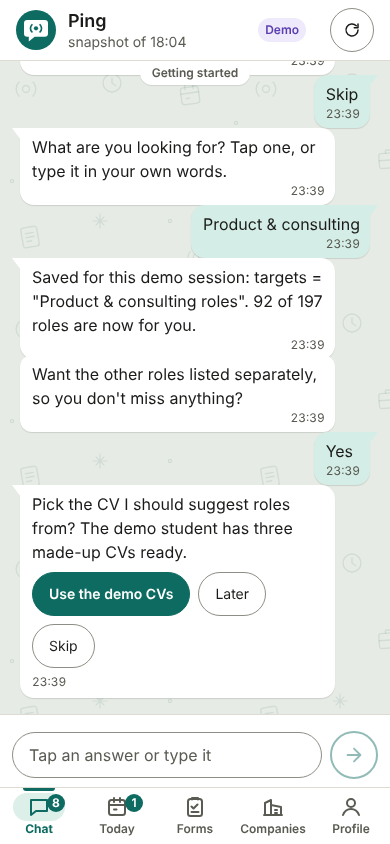 Ping
snapshot of 18:04
Demo
23:39
Getting started
Skip
23:39
What are you looking for? Tap one, or
type it in your own words.
23:39
Product & consulting
23:39
Saved for this demo session: targets =
"Product & consulting roles". 92 of 197
roles are now for you.
23:39
Want the other roles listed separately,
so you don't miss anything?
23:39
Yes
23:39
Pick the CV I should suggest roles
from? The demo student has three
made-up CVs ready.
Use the demo CVs
Later
Skip
23:39
Tap an answer or type it
8
1
Chat
Today
Forms
Companies
Profile